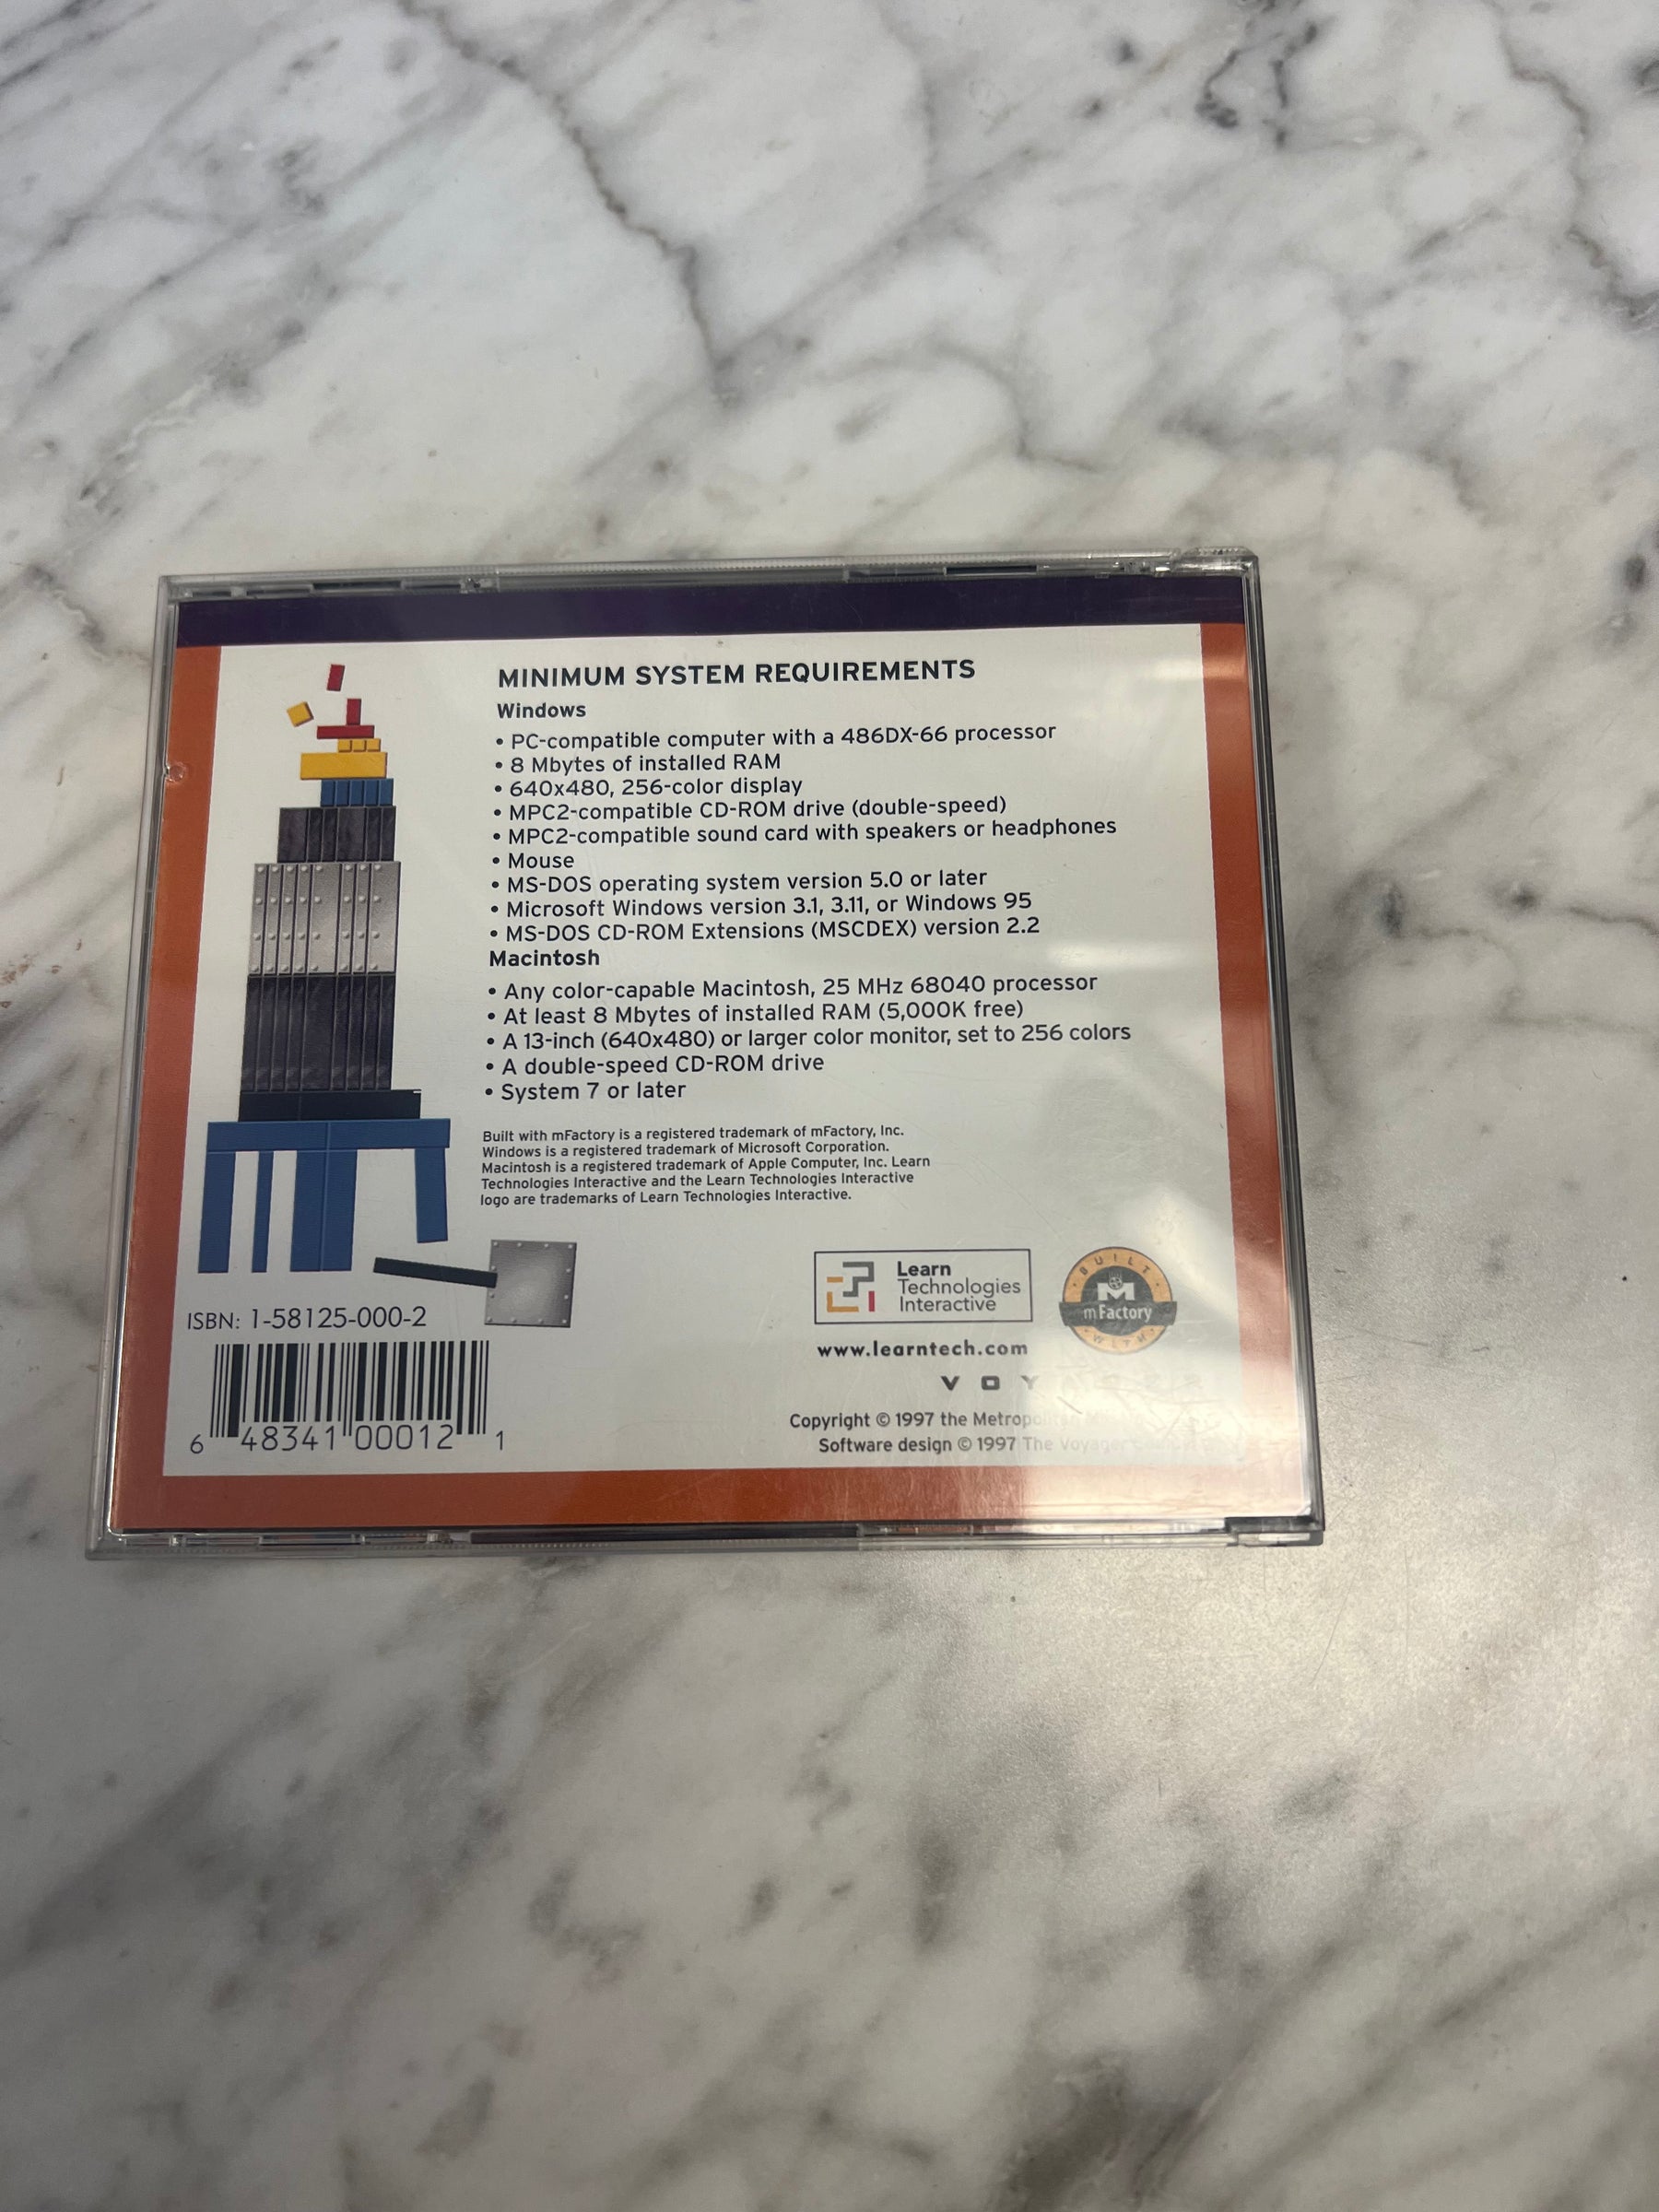 MINIMUM SYSTEM REQUIREMENTS
Windows
• PC-compatible computer with a 486DX-66 processor
• 8 Mbytes of installed RAM
• 640x480, 256-color display
• MPC2-compatible CD-ROM drive (double-speed)
• MPC2-compatible sound card with speakers or headphones
• Mouse
• MS-DOS operating system version 5.0 or later
• Microsoft Windows version 3.1, 3.11, or Windows 95
• MS-DOS CD-ROM Extensions (MSCDEX) version 2.2
Macintosh
• Any color-capable Macintosh, 25 MHz 68040 processor
• At least 8 Mbytes of installed RAM (5,000K free)
• A 13-inch (640x480) or larger color monitor, set to 256 colors
• A double-speed CD-ROM drive
• System 7 or later
Built with mFactory is a registered trademark of mFactory, Inc.
Windows is a registered trademark of Microsoft Corporation.
Macintosh is a registered trademark of Apple Computer, Inc. Learn
Technologies Interactive and the Learn Technologies Interactive
logo are trademarks of Learn Technologies Interactive.
ISBN: 1-58125-000-2
6 48341 00012 1
Learn
Technologies
Interactive
BUILT
M
mFactory
WITH
www.learntech.com
Copyright © 1997 the Metropolitan
Software design © 1997 The Voyager